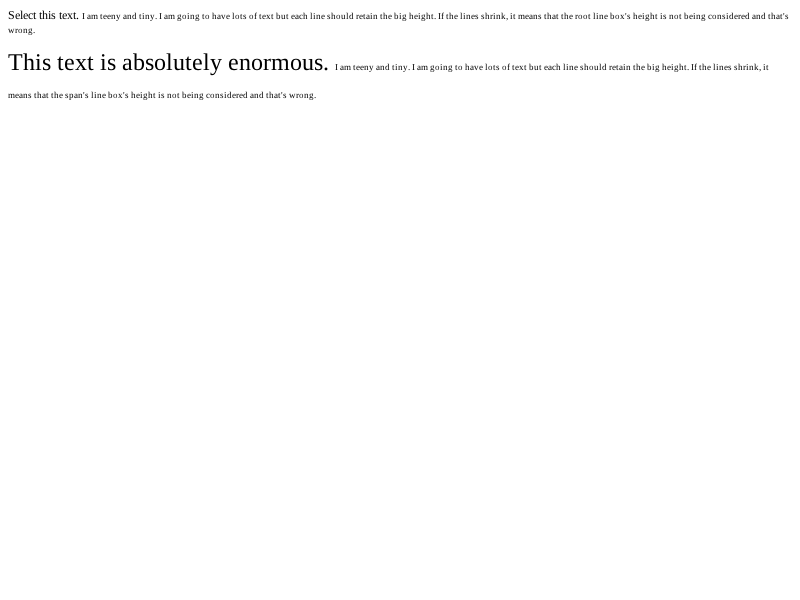 Select this text. I am teeny and tiny. I am going to have lots of text but each line should retain the big height. If the lines shrink, it means that the root line box's height is not being considered and that's
wrong.
This text is absolutely enormous. I am teeny and tiny. I am going to have lots of text but each line should retain the big height. If the lines shrink, it
means that the span's line box's height is not being considered and that's wrong.